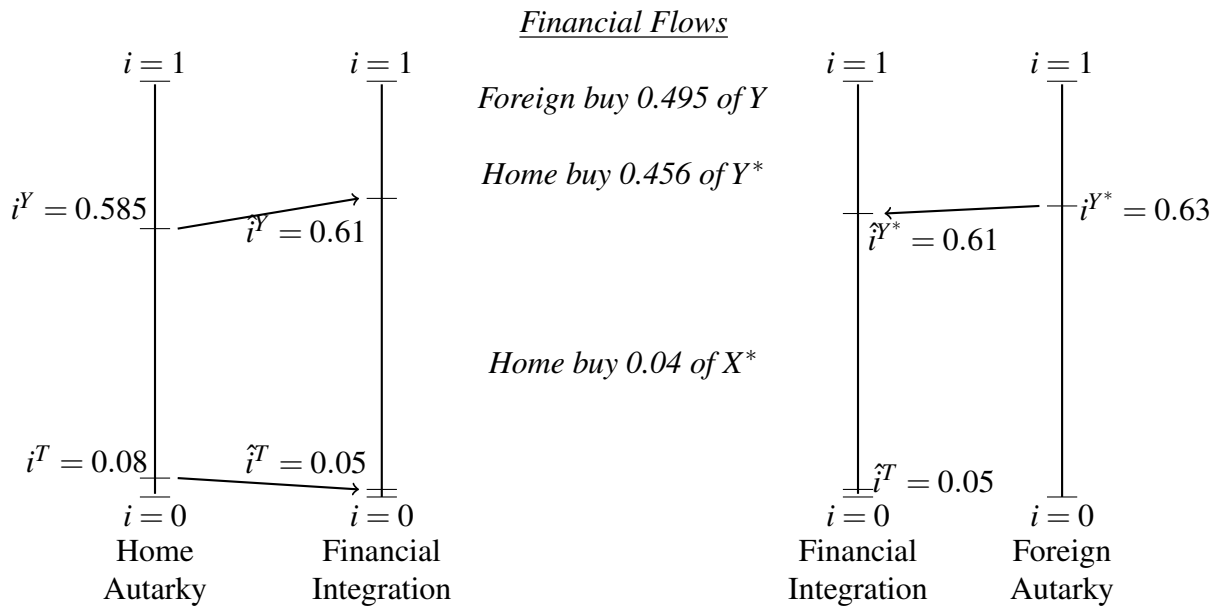 Financial Flows
i = 1
i = 1
i = 1
i = 1
Foreign buy 0.495 of Y
Home buy 0.456 of Y*
i^Y = 0.585
î^Y = 0.61
î^{Y*} = 0.61
i^{Y*} = 0.63
Home buy 0.04 of X*
i^T = 0.08
î^T = 0.05
î^T = 0.05
i = 0
i = 0
i = 0
i = 0
Home
Autarky
Financial
Integration
Financial
Integration
Foreign
Autarky